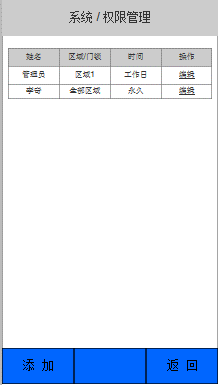 系统 / 权限管理
姓名 区域/门锁 时间 操作
管理员 区域1 工作日 编辑
李奇 全部区域 永久 编辑
添 加 返 回